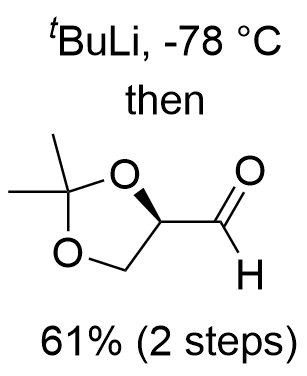 ᵗBuLi, -78 °C
then
O
O
O
H
61% (2 steps)